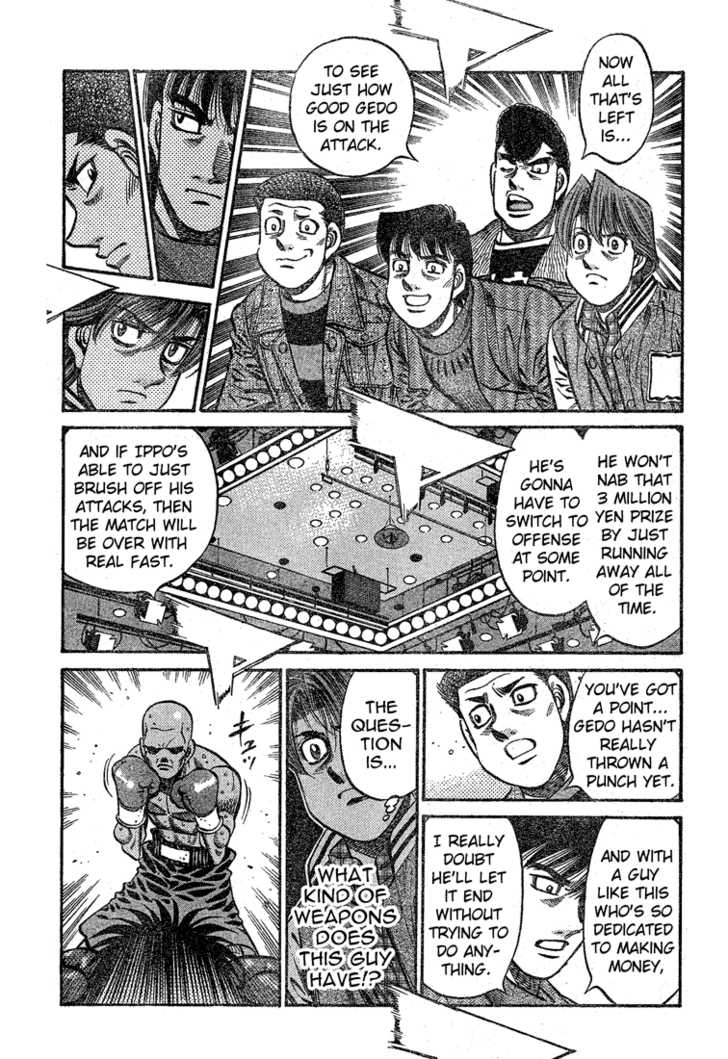 NOW
ALL
THAT'S
LEFT
IS...
TO SEE
JUST HOW
GOOD GEDO
IS ON THE
ATTACK.
HE WON'T
NAB THAT
3 MILLION
YEN PRIZE
BY JUST
RUNNING
AWAY ALL
OF THE
TIME.
HE'S
GONNA
HAVE TO
SWITCH TO
OFFENSE
AT SOME
POINT.
AND IF IPPO'S
ABLE TO JUST
BRUSH OFF HIS
ATTACKS, THEN
THE MATCH WILL
BE OVER WITH
REAL FAST.
YOU'VE GOT
A POINT...
GEDO HASN'T
REALLY
THROWN A
PUNCH YET.
AND WITH
A GUY
LIKE THIS
WHO'S SO
DEDICATED
TO MAKING
MONEY,
I REALLY
DOUBT
HE'LL LET
IT END
WITHOUT
TRYING TO
DO ANY-
THING.
THE
QUES-
TION
IS...
WHAT
KIND OF
WEAPONS
DOES
THIS GUY
HAVE!?
ギュッ